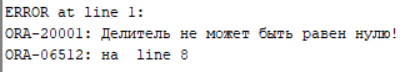 ERROR at line 1:
ORA-20001: Делитель не может быть равен нулю!
ORA-06512: на  line 8